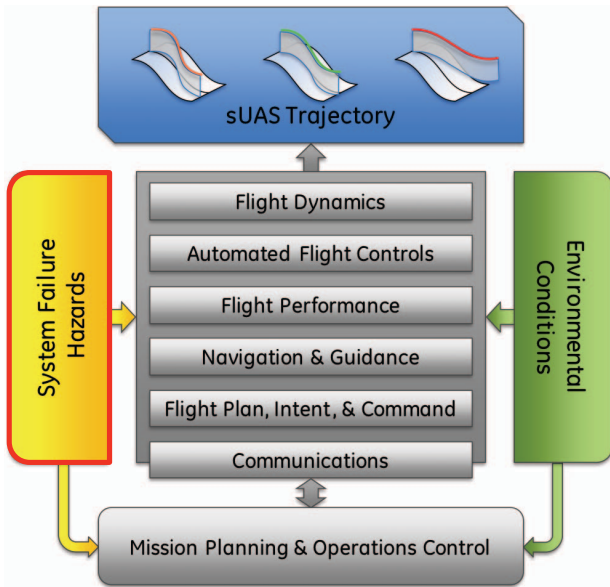 sUAS Trajectory
System Failure
Hazards
Flight Dynamics
Automated Flight Controls
Flight Performance
Navigation & Guidance
Flight Plan, Intent, & Command
Communications
Environmental
Conditions
Mission Planning & Operations Control